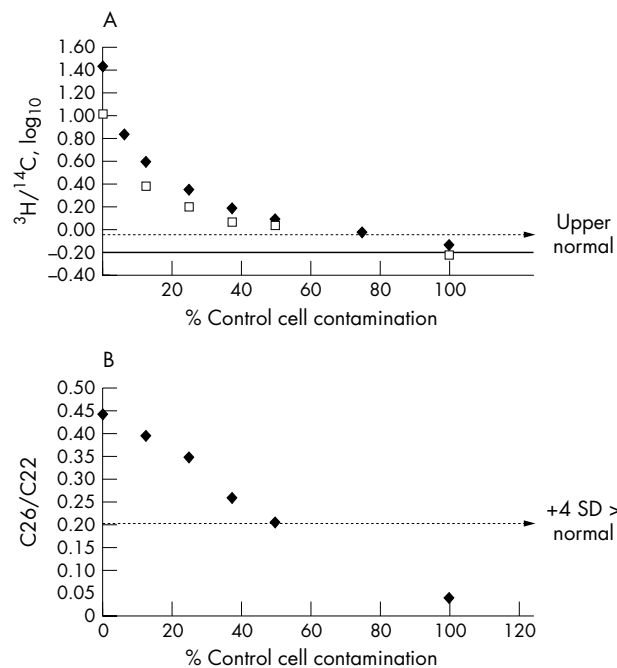 A
1.60
1.40
1.20
1.00
0.80
0.60
0.40
0.20
0.00
–0.20
–0.40
³H/¹⁴C, log₁₀
Upper
normal
20 40 60 80 100
% Control cell contamination
B
0.50
0.45
0.40
0.35
0.30
0.25
0.20
0.15
0.10
0.05
0
C26/C22
+4 SD >
normal
0 20 40 60 80 100 120
% Control cell contamination